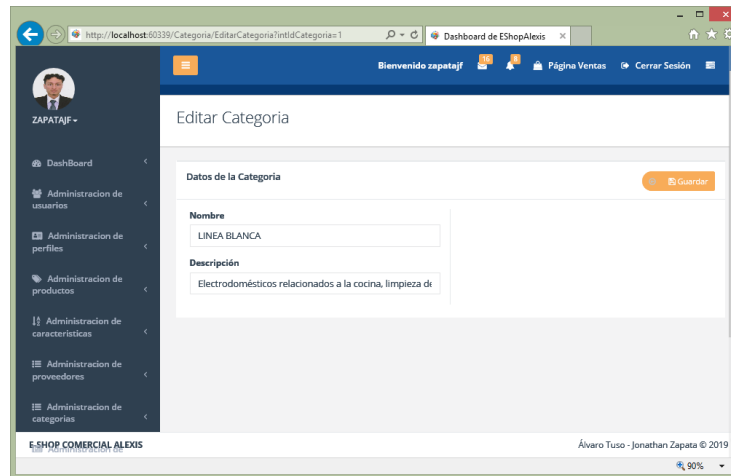 http://localhost:60339/Categoria/EditarCategoria?intIdCategoria=1
Dashboard de EShopAlexis
Bienvenido zapatajf
16
8
Página Ventas
Cerrar Sesión
ZAPATAJF
Editar Categoria
DashBoard
Administracion de
usuarios
Administracion de
perfiles
Administracion de
productos
Administracion de
caracteristicas
Administracion de
proveedores
Administracion de
categorias
Administracion de
Datos de la Categoria
Guardar
Nombre
LINEA BLANCA
Descripción
Electrodomésticos relacionados a la cocina, limpieza de
E-SHOP COMERCIAL ALEXIS
Álvaro Tuso - Jonathan Zapata © 2019
90%